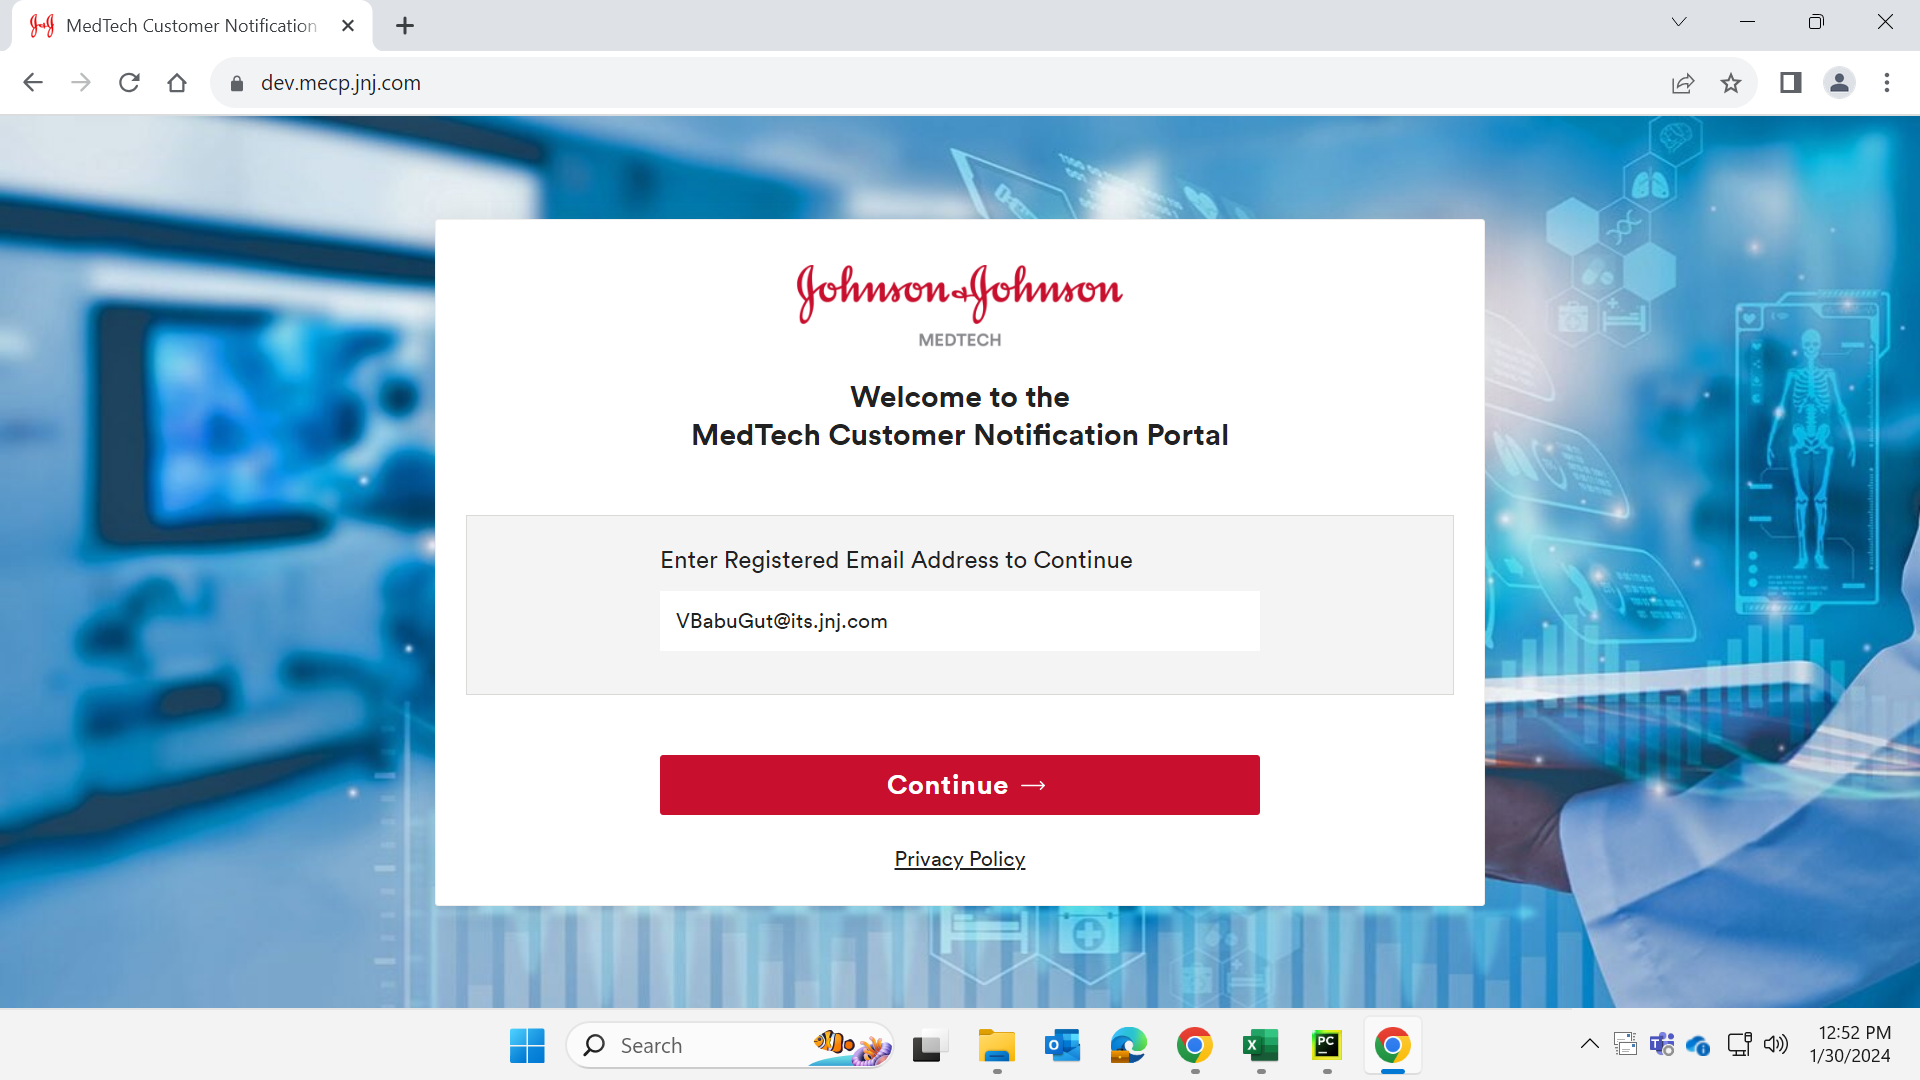 MedTech Customer Notification
dev.mecp.jnj.com
Johnson&Johnson
MEDTECH
Welcome to the
MedTech Customer Notification Portal
Enter Registered Email Address to Continue
VBabuGut@its.jnj.com
Continue →
Privacy Policy
Search
12:52 PM
1/30/2024